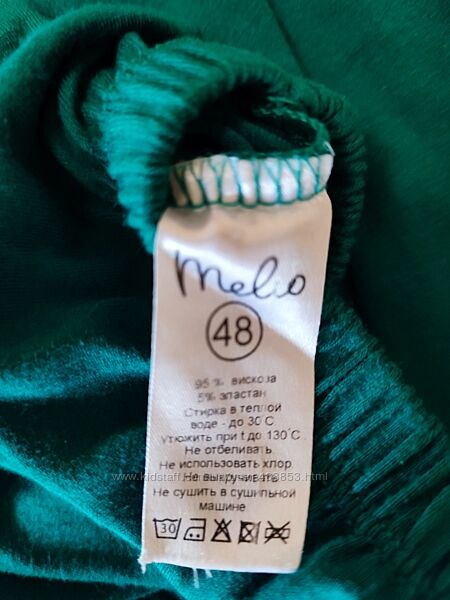 Melio
48
95 % вискоза
5% эластан
Стирка в теплой
воде - до 30˚C
Утюжить при t до 130˚C
Не отбеливать
Не использовать хлор
Не выкручивать
Не сушить в сушильной
машине
30